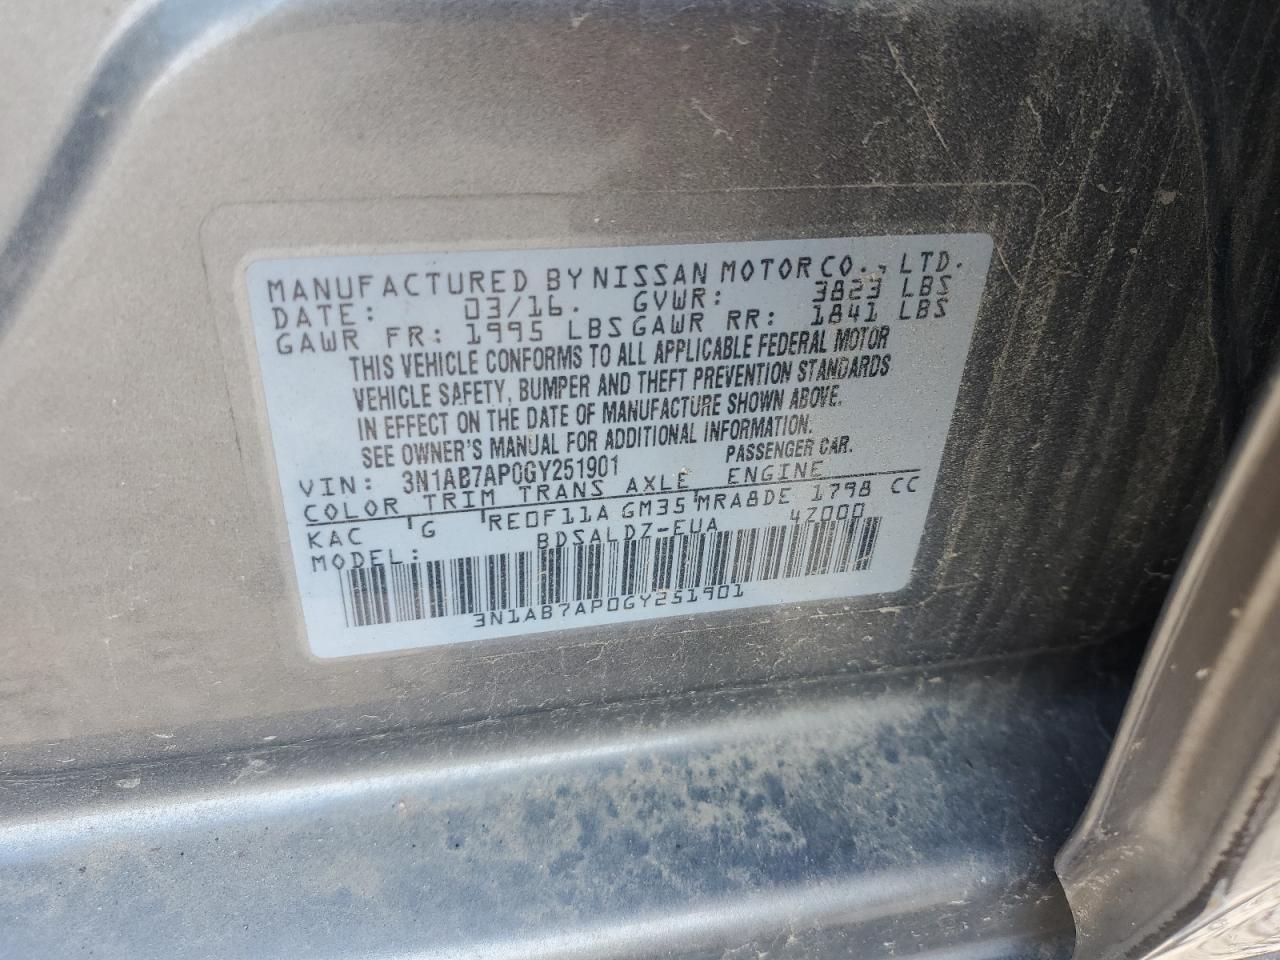 MANUFACTURED BY NISSAN MOTOR CO., LTD.
DATE: 03/16. GVWR: 3823 LBS
GAWR FR: 1995 LBS GAWR RR: 1841 LBS
THIS VEHICLE CONFORMS TO ALL APPLICABLE FEDERAL MOTOR
VEHICLE SAFETY, BUMPER AND THEFT PREVENTION STANDARDS
IN EFFECT ON THE DATE OF MANUFACTURE SHOWN ABOVE.
SEE OWNER'S MANUAL FOR ADDITIONAL INFORMATION.
VIN: 3N1AB7AP0GY251901 PASSENGER CAR.
COLOR TRIM TRANS AXLE ENGINE
KAC G RE0F11A GM35 MRA8DE 1798 CC
MODEL: BDSALDZ-EUA 4Z000
3N1AB7AP0GY251901